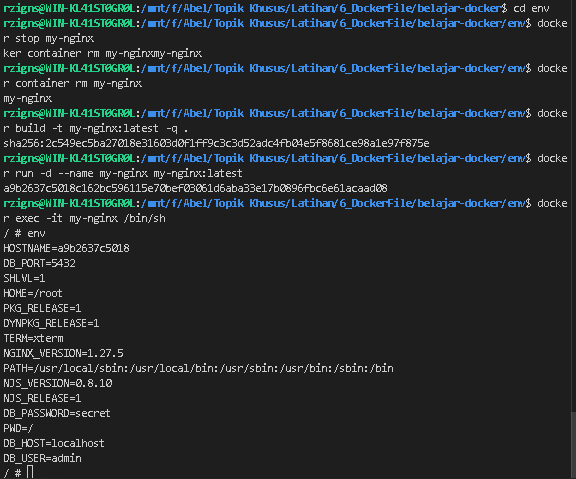 rzigns@WIN-KL41ST0GR0L:/mnt/f/Abel/Topik Khusus/Latihan/6_DockerFile/belajar-docker$ cd env
rzigns@WIN-KL41ST0GR0L:/mnt/f/Abel/Topik Khusus/Latihan/6_DockerFile/belajar-docker/env$ docke
r stop my-nginx
ker container rm my-nginxmy-nginx
rzigns@WIN-KL41ST0GR0L:/mnt/f/Abel/Topik Khusus/Latihan/6_DockerFile/belajar-docker/env$ docke
r container rm my-nginx
my-nginx
rzigns@WIN-KL41ST0GR0L:/mnt/f/Abel/Topik Khusus/Latihan/6_DockerFile/belajar-docker/env$ docke
r build -t my-nginx:latest -q .
sha256:2c549ec5ba27018e31603d0f1ff9c3c3d52adc4fb04e5f8681ce98a1e97f875e
rzigns@WIN-KL41ST0GR0L:/mnt/f/Abel/Topik Khusus/Latihan/6_DockerFile/belajar-docker/env$ docke
r run -d --name my-nginx my-nginx:latest
a9b2637c5018c162bc596115e70bef03061d6aba33e17b0896fbc6e61acaad08
rzigns@WIN-KL41ST0GR0L:/mnt/f/Abel/Topik Khusus/Latihan/6_DockerFile/belajar-docker/env$ docke
r exec -it my-nginx /bin/sh
/ # env
HOSTNAME=a9b2637c5018
DB_PORT=5432
SHLVL=1
HOME=/root
PKG_RELEASE=1
DYNPKG_RELEASE=1
TERM=xterm
NGINX_VERSION=1.27.5
PATH=/usr/local/sbin:/usr/local/bin:/usr/sbin:/usr/bin:/sbin:/bin
NJS_VERSION=0.8.10
NJS_RELEASE=1
DB_PASSWORD=secret
PWD=/
DB_HOST=localhost
DB_USER=admin
/ #